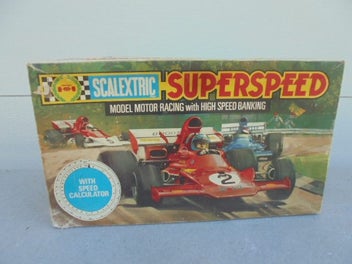 SCALEXTRIC SUPERSPEED
MODEL MOTOR RACING with HIGH SPEED BANKING
2
WITH
SPEED
CALCULATOR